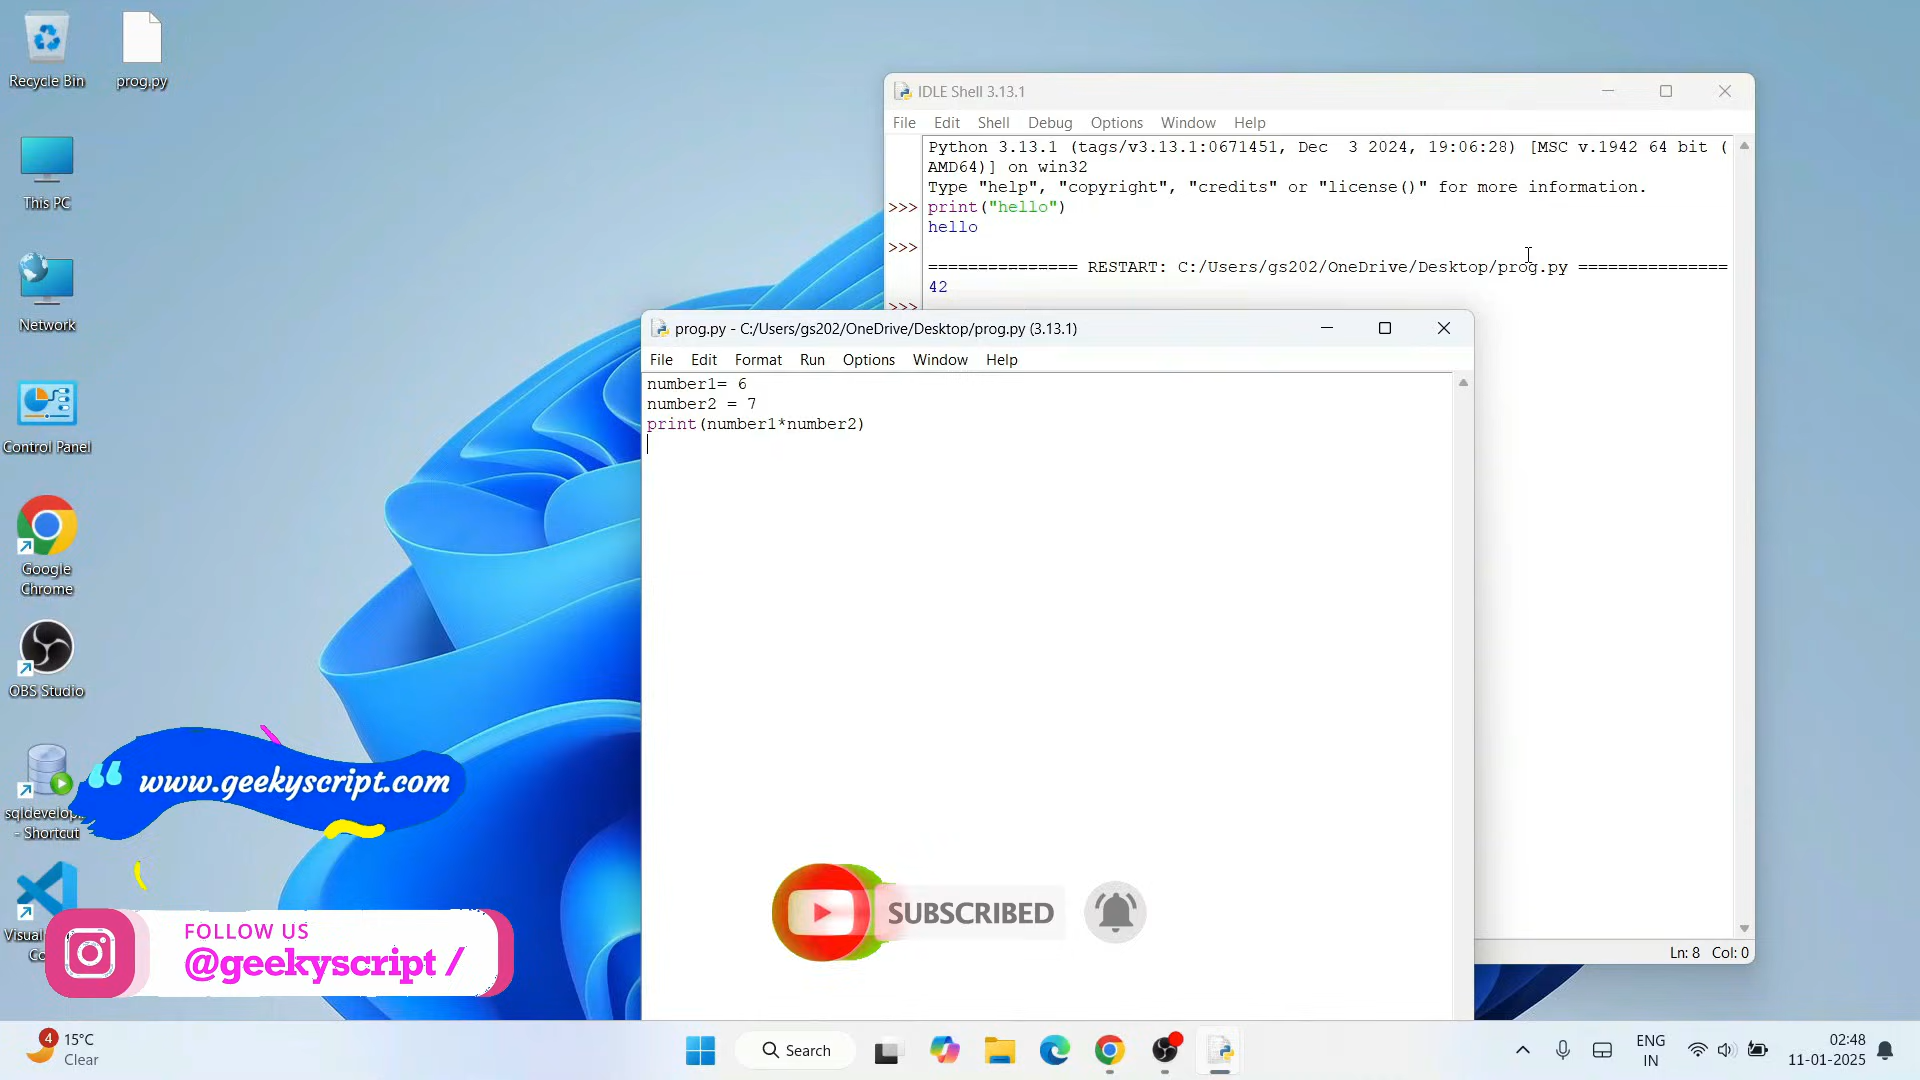 Recycle Bin
prog.py
This PC
Network
Control Panel
Google
Chrome
OBS Studio
sqldevelop...
- Shortcut
Visual
Co
IDLE Shell 3.13.1
File Edit Shell Debug Options Window Help
Python 3.13.1 (tags/v3.13.1:0671451, Dec  3 2024, 19:06:28) [MSC v.1942 64 bit (
AMD64)] on win32
Type "help", "copyright", "credits" or "license()" for more information.
>>> print("hello")
hello
>>>
=============== RESTART: C:/Users/gs202/OneDrive/Desktop/prog.py ===============
42
>>>
Ln: 8 Col: 0
prog.py - C:/Users/gs202/OneDrive/Desktop/prog.py (3.13.1)
File Edit Format Run Options Window Help
number1= 6
number2 = 7
print(number1*number2)
www.geekyscript.com
FOLLOW US
@geekyscript /
SUBSCRIBED
4
15°C
Clear
Search
ENG
IN
02:48
11-01-2025